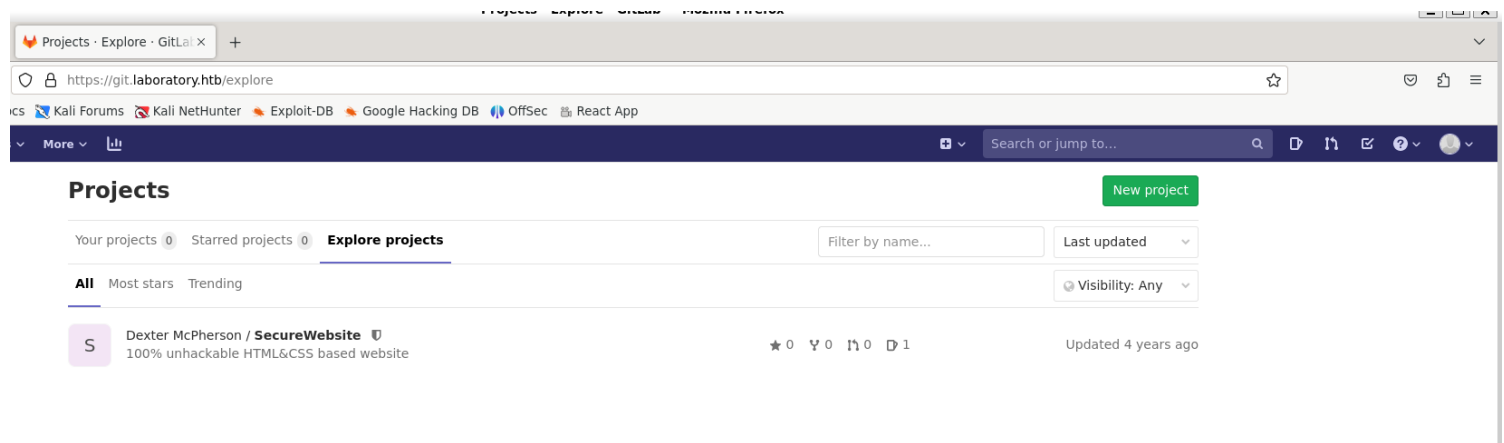 Projects · Explore · GitLab — Mozilla Firefox
Projects · Explore · GitLab
https://git.laboratory.htb/explore
ocs Kali Forums Kali NetHunter Exploit-DB Google Hacking DB OffSec React App
More Search or jump to...
Projects New project
Your projects 0 Starred projects 0 Explore projects Filter by name... Last updated
All Most stars Trending Visibility: Any
S Dexter McPherson / SecureWebsite
100% unhackable HTML&CSS based website
0 0 0 1 Updated 4 years ago